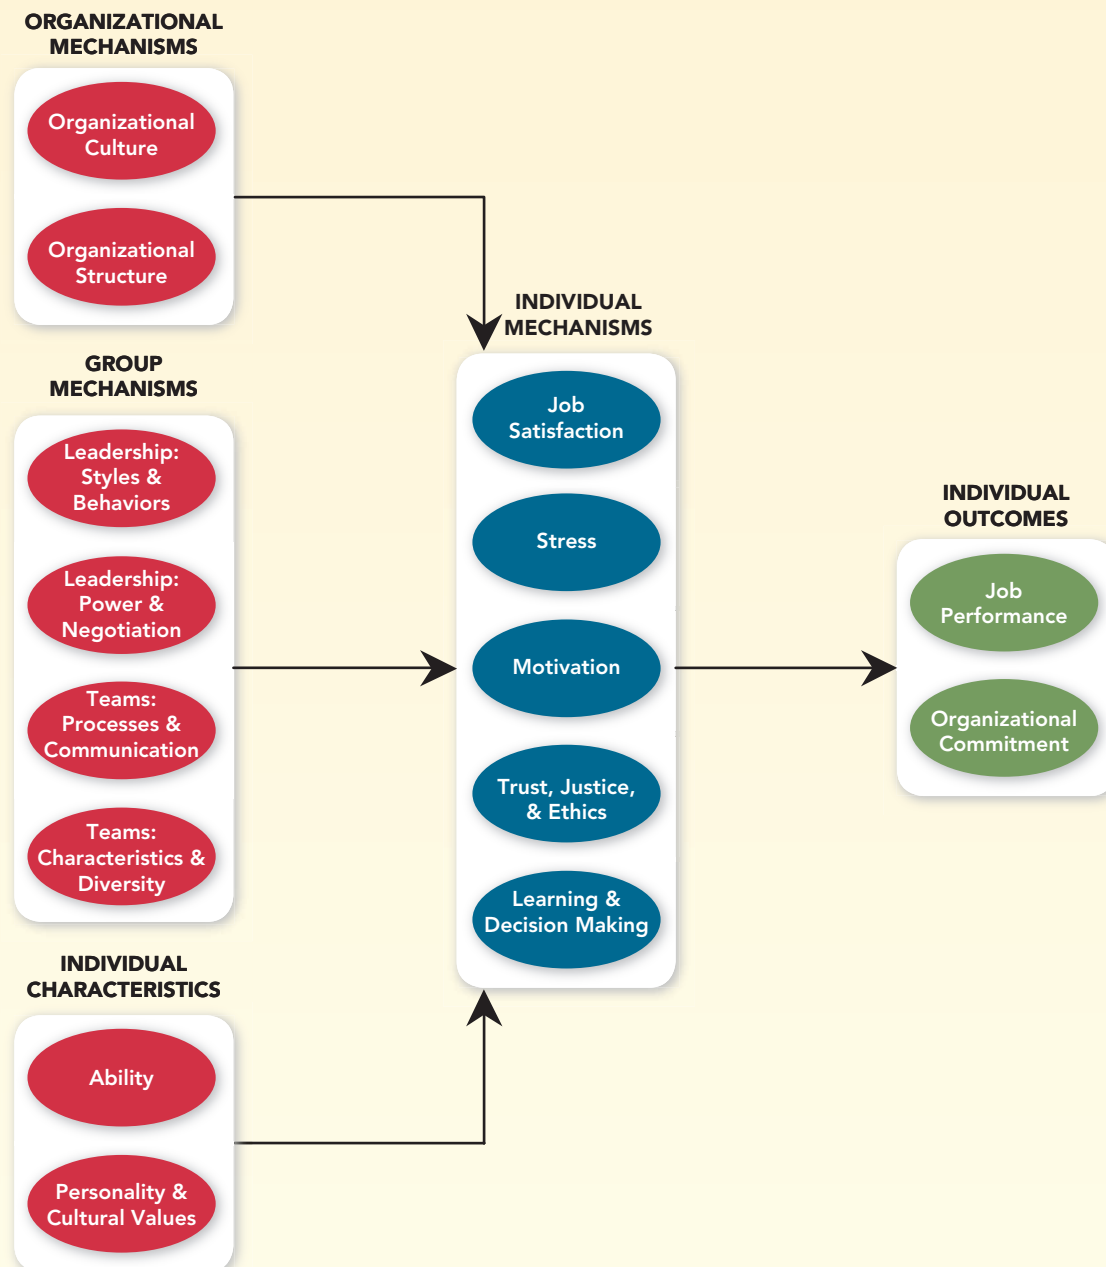 ORGANIZATIONAL
MECHANISMS
Organizational
Culture
Organizational
Structure
GROUP
MECHANISMS
Leadership:
Styles &
Behaviors
Leadership:
Power &
Negotiation
Teams:
Processes &
Communication
Teams:
Characteristics &
Diversity
INDIVIDUAL
CHARACTERISTICS
Ability
Personality &
Cultural Values
INDIVIDUAL
MECHANISMS
Job
Satisfaction
Stress
Motivation
Trust, Justice,
& Ethics
Learning &
Decision Making
INDIVIDUAL
OUTCOMES
Job
Performance
Organizational
Commitment